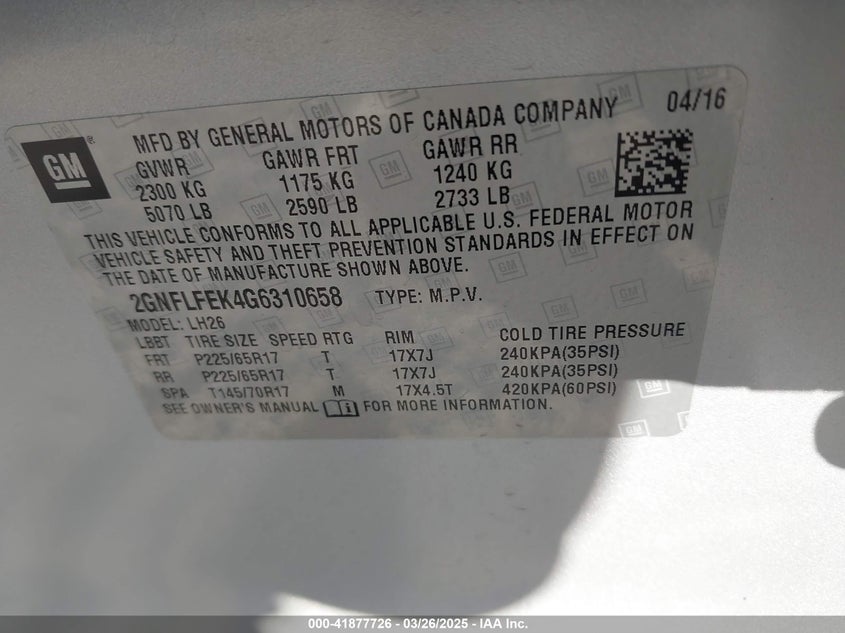 MFD BY GENERAL MOTORS OF CANADA COMPANY 04/16
GM
GVWR GAWR FRT GAWR RR
2300 KG 1175 KG 1240 KG
5070 LB 2590 LB 2733 LB
THIS VEHICLE CONFORMS TO ALL APPLICABLE U.S. FEDERAL MOTOR
VEHICLE SAFETY AND THEFT PREVENTION STANDARDS IN EFFECT ON
THE DATE OF MANUFACTURE SHOWN ABOVE.
2GNFLFEK4G6310658 TYPE: M.P.V.
MODEL: LH26
LBBT TIRE SIZE SPEED RTG RIM COLD TIRE PRESSURE
FRT P225/65R17 T 17X7J 240KPA(35PSI)
RR P225/65R17 T 17X7J 240KPA(35PSI)
SPA T145/70R17 M 17X4.5T 420KPA(60PSI)
SEE OWNER'S MANUAL FOR MORE INFORMATION.
000-41877726 - 03/26/2025 - IAA Inc.